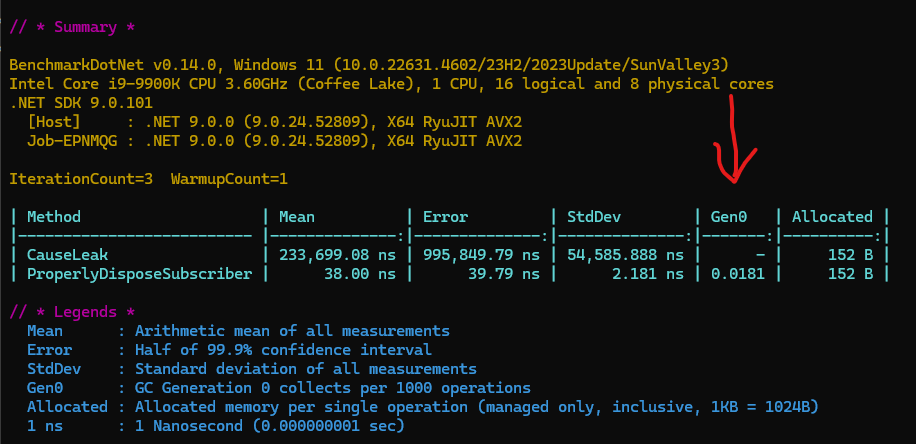 // * Summary *
BenchmarkDotNet v0.14.0, Windows 11 (10.0.22631.4602/23H2/2023Update/SunValley3)
Intel Core i9-9900K CPU 3.60GHz (Coffee Lake), 1 CPU, 16 logical and 8 physical cores
.NET SDK 9.0.101
  [Host]     : .NET 9.0.0 (9.0.24.52809), X64 RyuJIT AVX2
  Job-EPNMQG : .NET 9.0.0 (9.0.24.52809), X64 RyuJIT AVX2
IterationCount=3  WarmupCount=1
| Method                    | Mean          | Error         | StdDev        | Gen0   | Allocated |
|-------------------------- |--------------:|--------------:|--------------:|-------:|----------:|
| CauseLeak                 | 233,699.08 ns | 995,849.79 ns | 54,585.888 ns |      - |     152 B |
| ProperlyDisposeSubscriber |      38.00 ns |      39.79 ns |      2.181 ns | 0.0181 |     152 B |
// * Legends *
  Mean      : Arithmetic mean of all measurements
  Error     : Half of 99.9% confidence interval
  StdDev    : Standard deviation of all measurements
  Gen0      : GC Generation 0 collects per 1000 operations
  Allocated : Allocated memory per single operation (managed only, inclusive, 1KB = 1024B)
  1 ns      : 1 Nanosecond (0.000000001 sec)